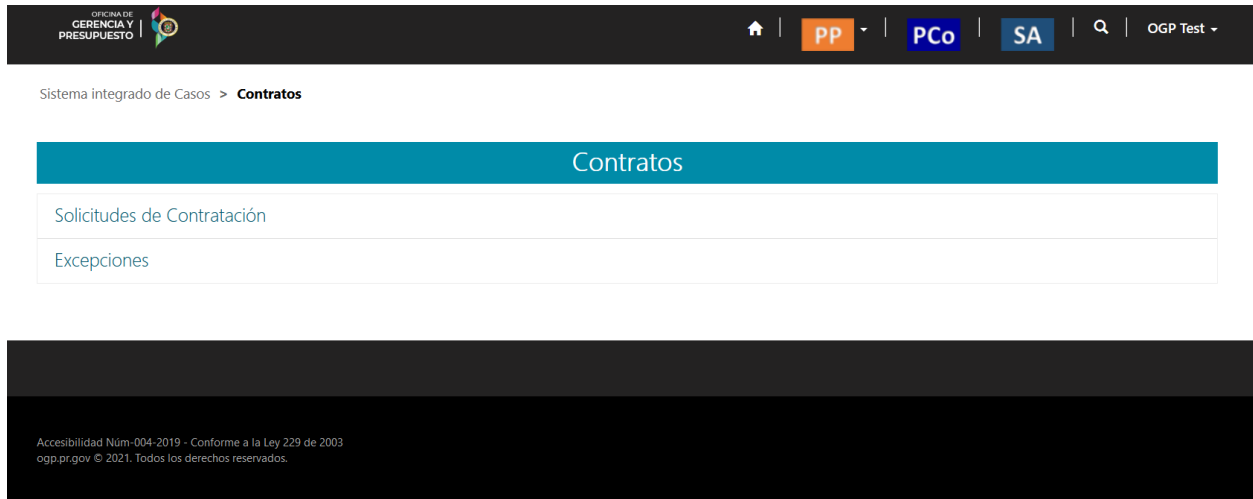 OFICINA DE
GERENCIA Y
PRESUPUESTO
PP
PCo
SA
OGP Test
Sistema integrado de Casos > Contratos
Contratos
Solicitudes de Contratación
Excepciones
Accesibilidad Núm-004-2019 - Conforme a la Ley 229 de 2003
ogp.pr.gov © 2021. Todos los derechos reservados.